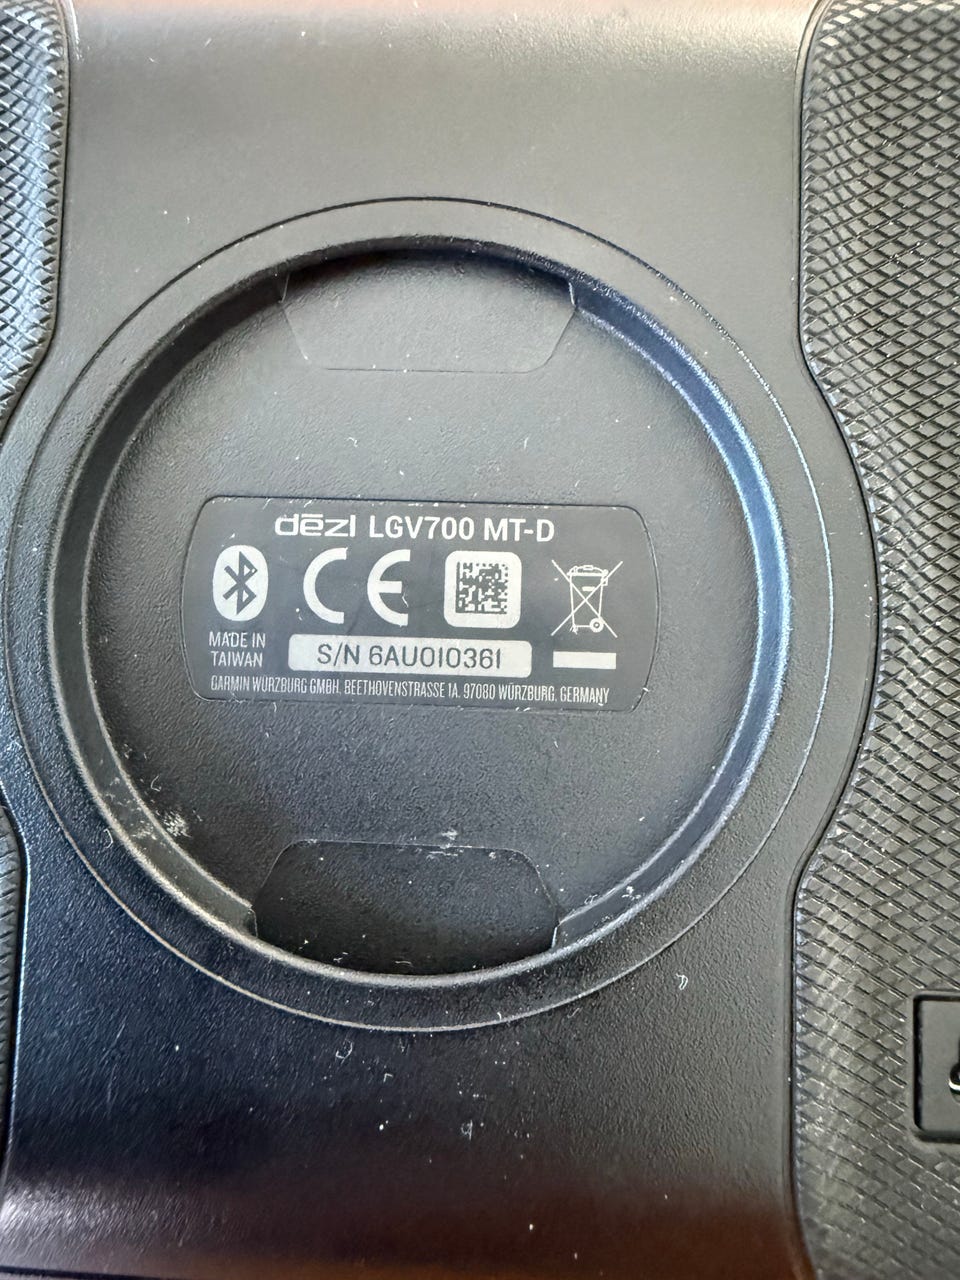 dēzl LGV700 MT-D
CE
MADE IN
TAIWAN
S/N 6AU010361
GARMIN WÜRZBURG GMBH, BEETHOVENSTRASSE 1A, 97080 WÜRZBURG, GERMANY